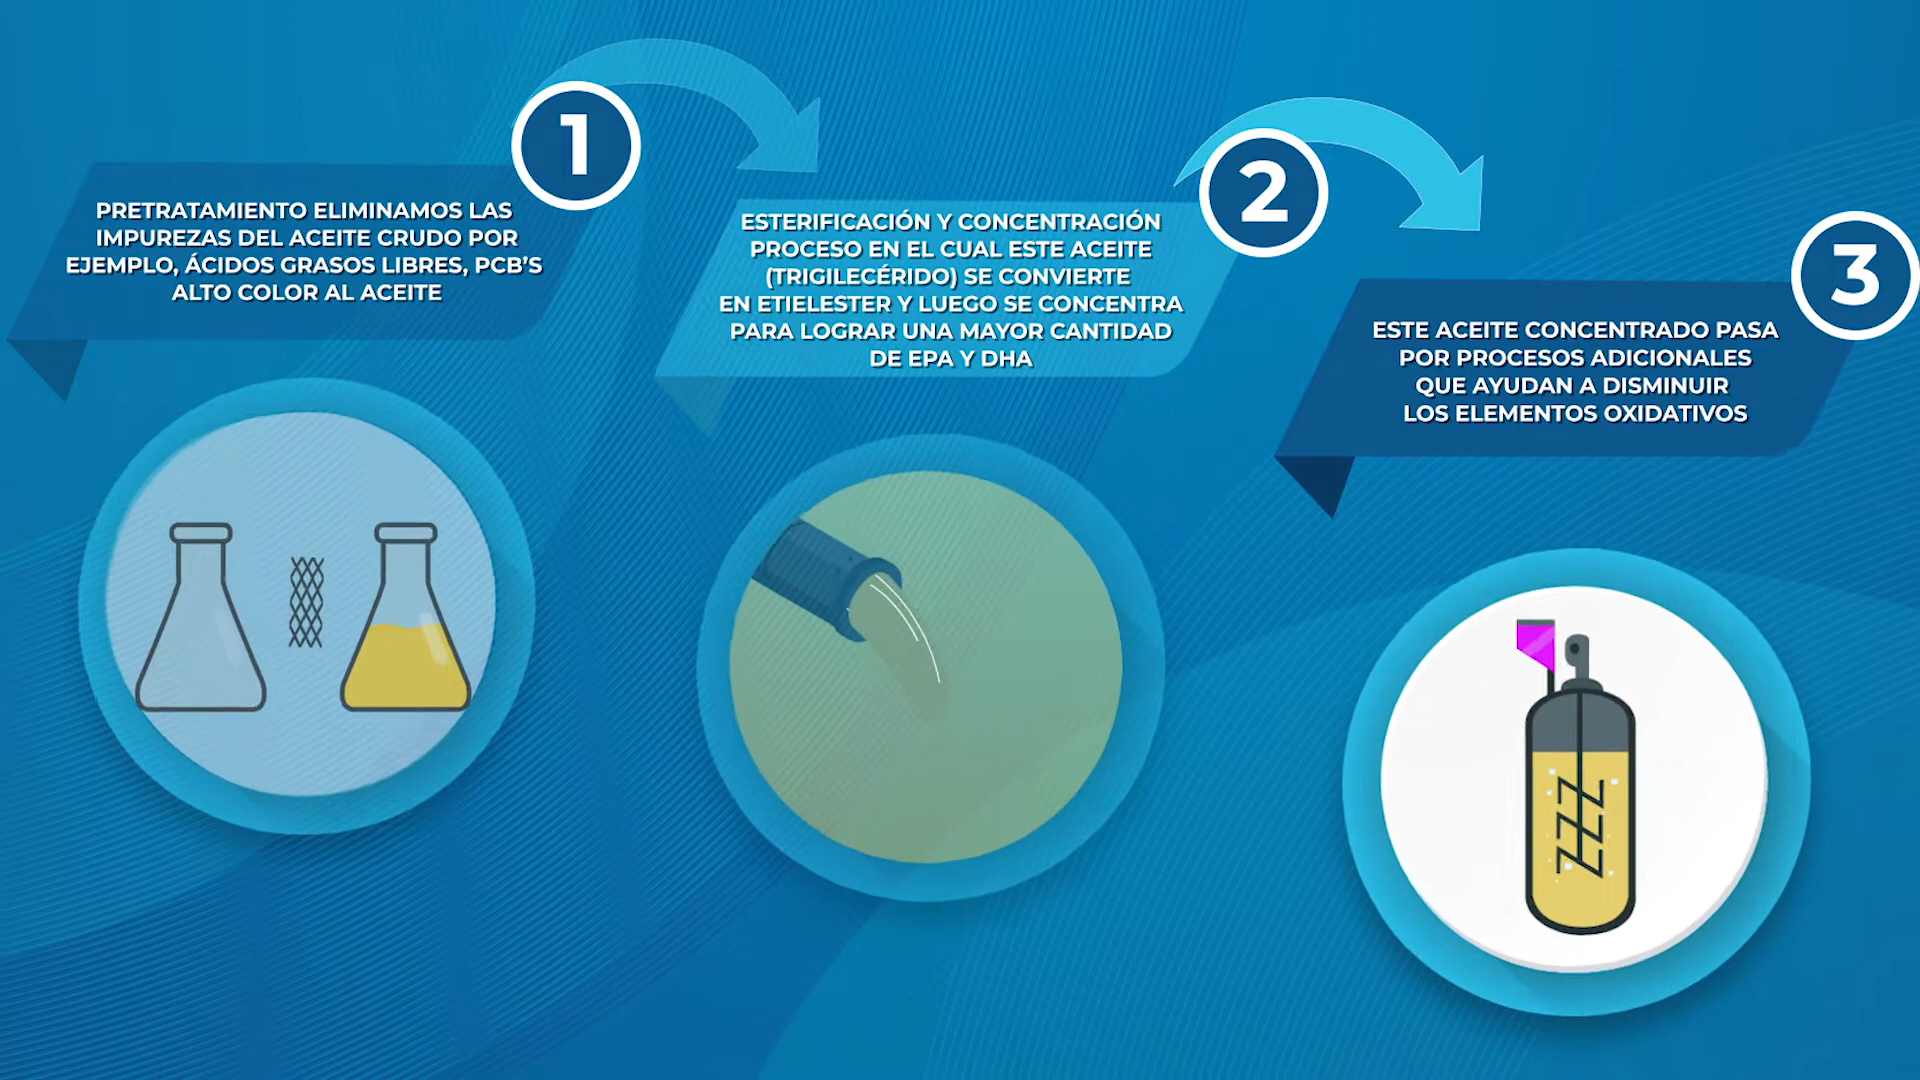 1
PRETRATAMIENTO ELIMINAMOS LAS
IMPUREZAS DEL ACEITE CRUDO POR
EJEMPLO, ÁCIDOS GRASOS LIBRES, PCB'S
ALTO COLOR AL ACEITE
2
ESTERIFICACIÓN Y CONCENTRACIÓN
PROCESO EN EL CUAL ESTE ACEITE
(TRIGILECÉRIDO) SE CONVIERTE
EN ETIELESTER Y LUEGO SE CONCENTRA
PARA LOGRAR UNA MAYOR CANTIDAD
DE EPA Y DHA
3
ESTE ACEITE CONCENTRADO PASA
POR PROCESOS ADICIONALES
QUE AYUDAN A DISMINUIR
LOS ELEMENTOS OXIDATIVOS